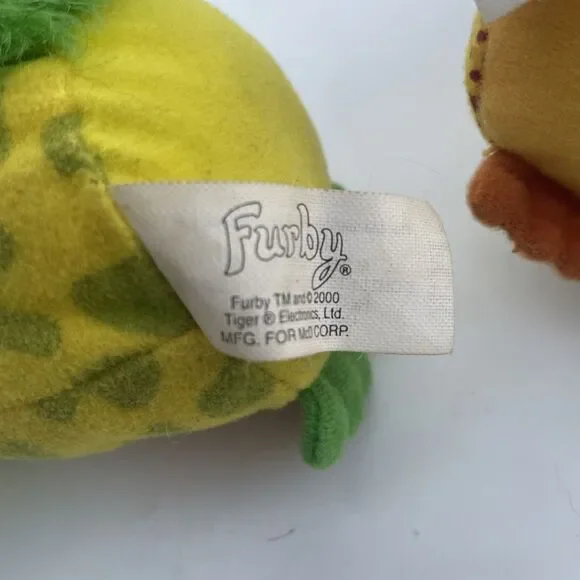 Furby®
Furby TM and © 2000
Tiger ® Electronics, Ltd.
MFG. FOR McD CORP.